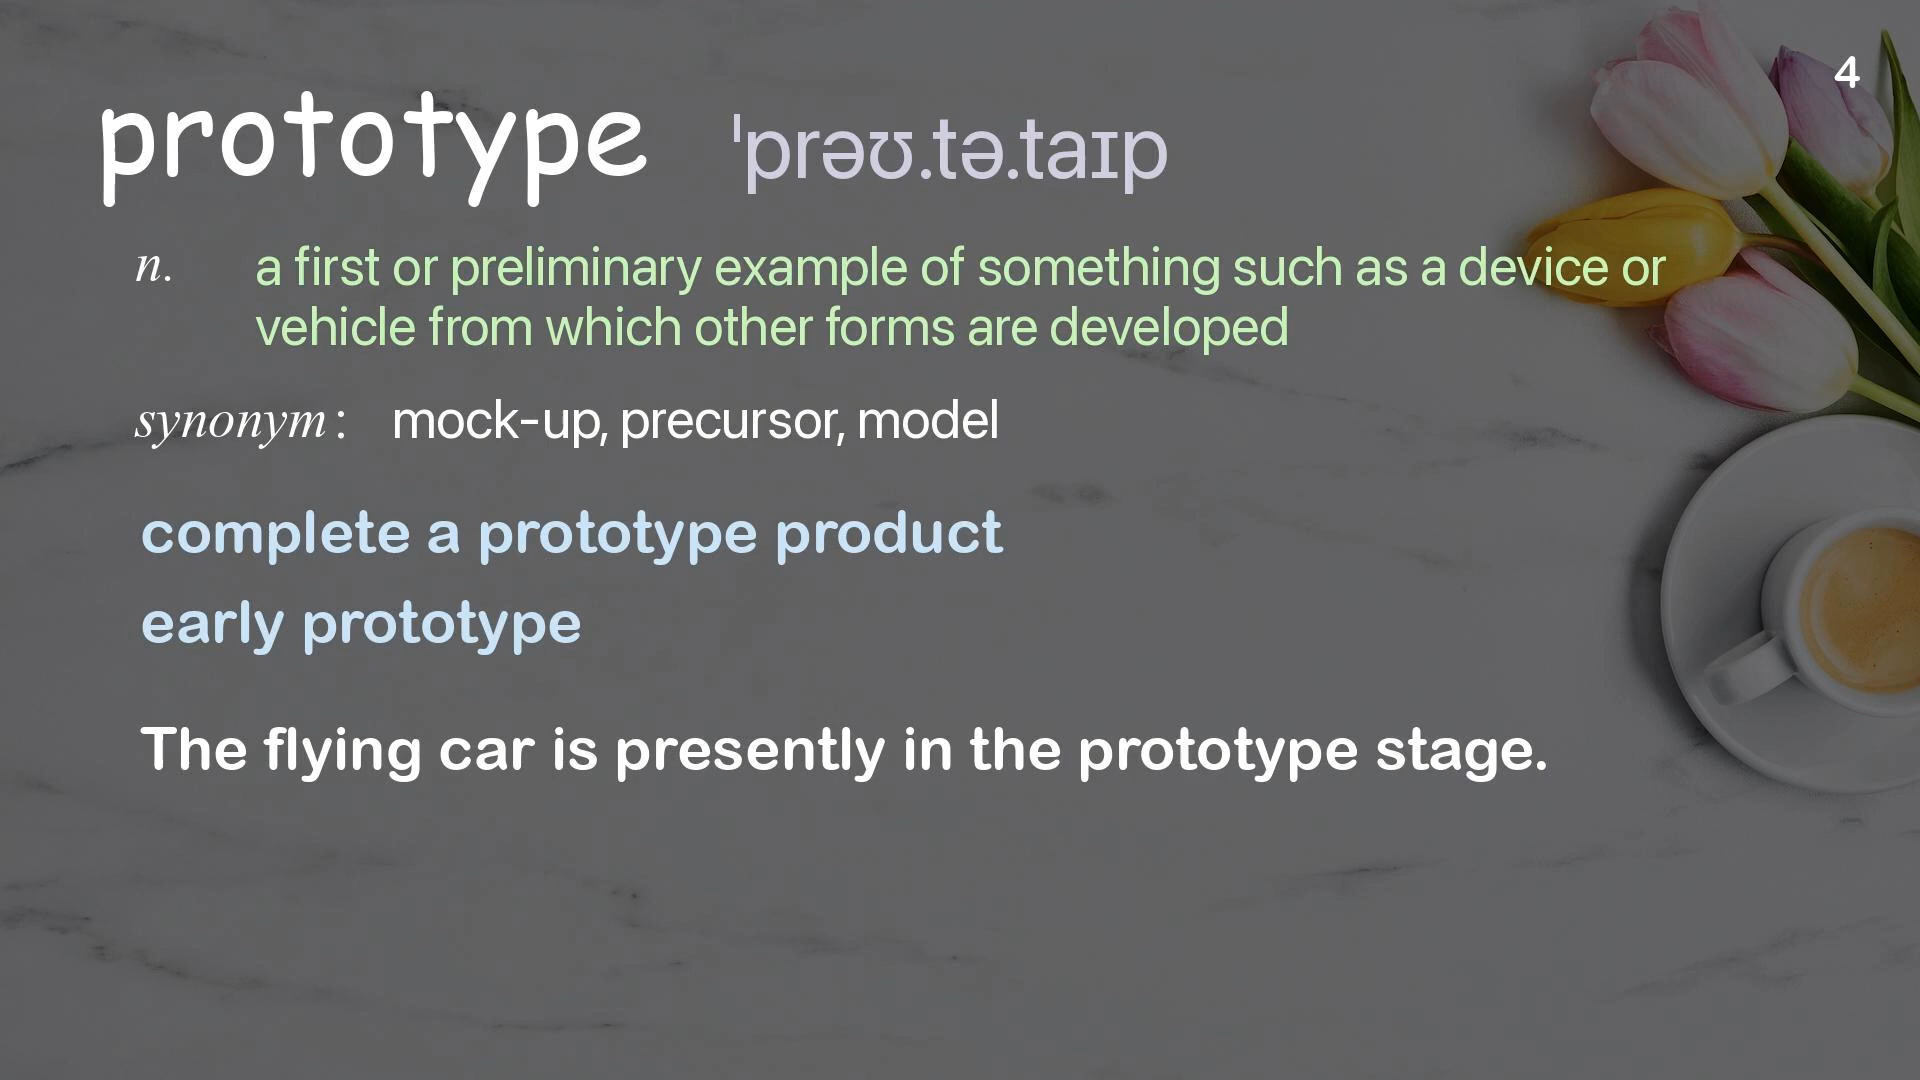 4
prototype ˈprəʊ.tə.taɪp
n. a first or preliminary example of something such as a device or
vehicle from which other forms are developed
synonym: mock-up, precursor, model
complete a prototype product
early prototype
The flying car is presently in the prototype stage.